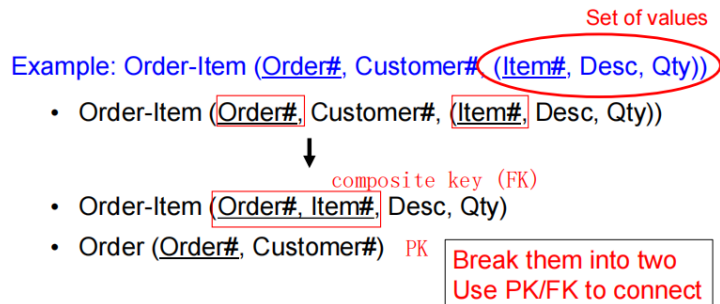 Set of values
Example: Order-Item (Order#, Customer#, (Item#, Desc, Qty))
• Order-Item (Order#, Customer#, (Item#, Desc, Qty))
composite key (FK)
• Order-Item (Order#, Item#, Desc, Qty)
• Order (Order#, Customer#) PK
Break them into two
Use PK/FK to connect